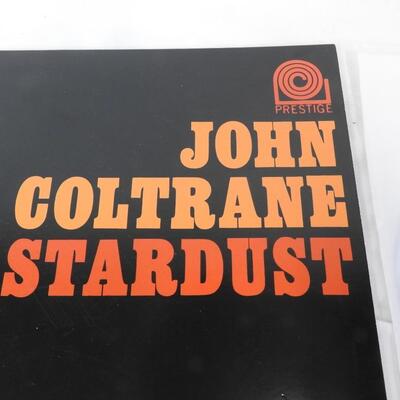 PRESTIGE
JOHN
COLTRANE
STARDUST